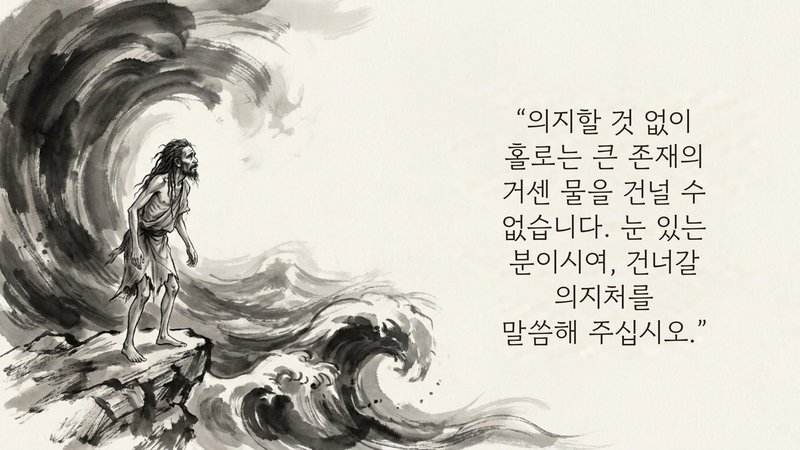 “의지할 것 없이
홀로는 큰 존재의
거센 물을 건널 수
없습니다. 눈 있는
분이시여, 건너갈
의지처를
말씀해 주십시오.”